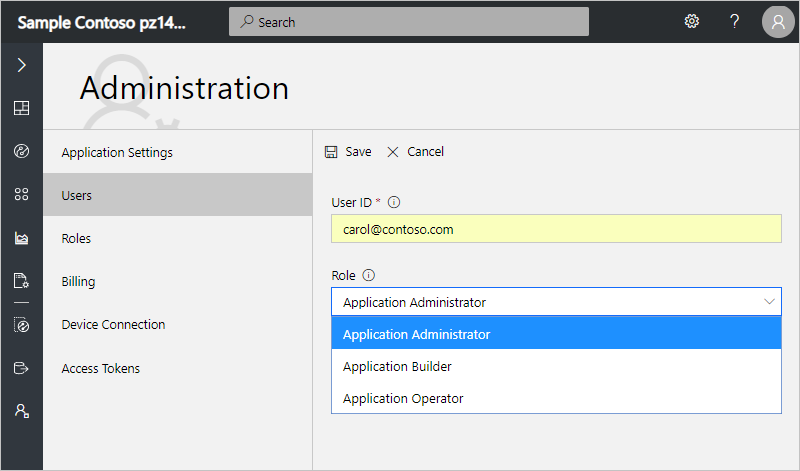 Sample Contoso pz14...
Search
?
Administration
Application Settings
Users
Roles
Billing
Device Connection
Access Tokens
Save
Cancel
User ID *
carol@contoso.com
Role
Application Administrator
Application Administrator
Application Builder
Application Operator